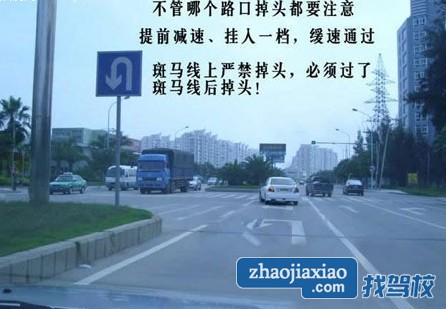 不管哪个路口掉头都要注意
提前减速、挂入一档，缓速通过
斑马线上严禁掉头，必须过了
斑马线后掉头！
zhaojiaxiao
.com
找驾校